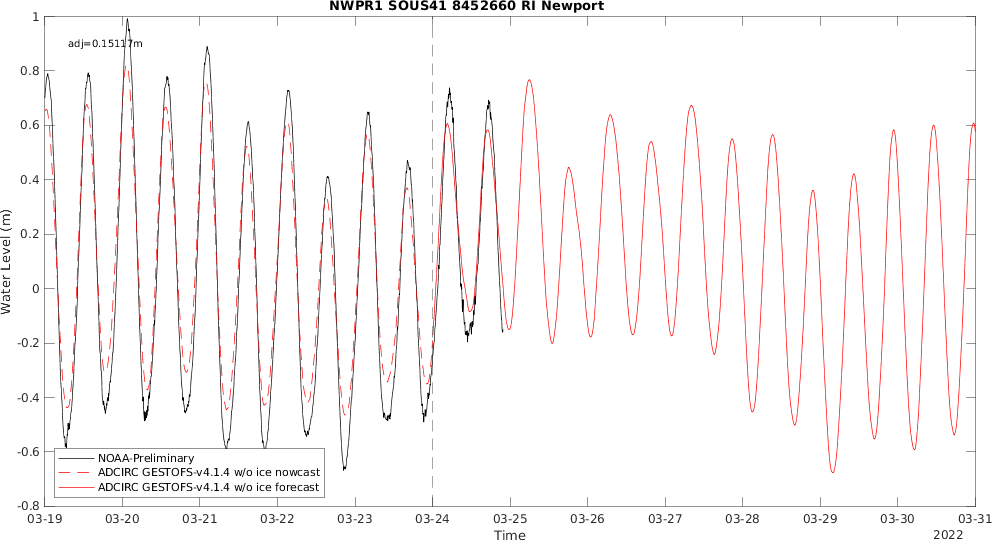 NWPR1 SOUS41 8452660 RI Newport
adj=0.15117m
1
0.8
0.6
0.4
0.2
0
-0.2
-0.4
-0.6
-0.8
Water Level (m)
NOAA-Preliminary
ADCIRC GESTOFS-v4.1.4 w/o ice nowcast
ADCIRC GESTOFS-v4.1.4 w/o ice forecast
03-19 03-20 03-21 03-22 03-23 03-24 03-25 03-26 03-27 03-28 03-29 03-30 03-31
Time
2022